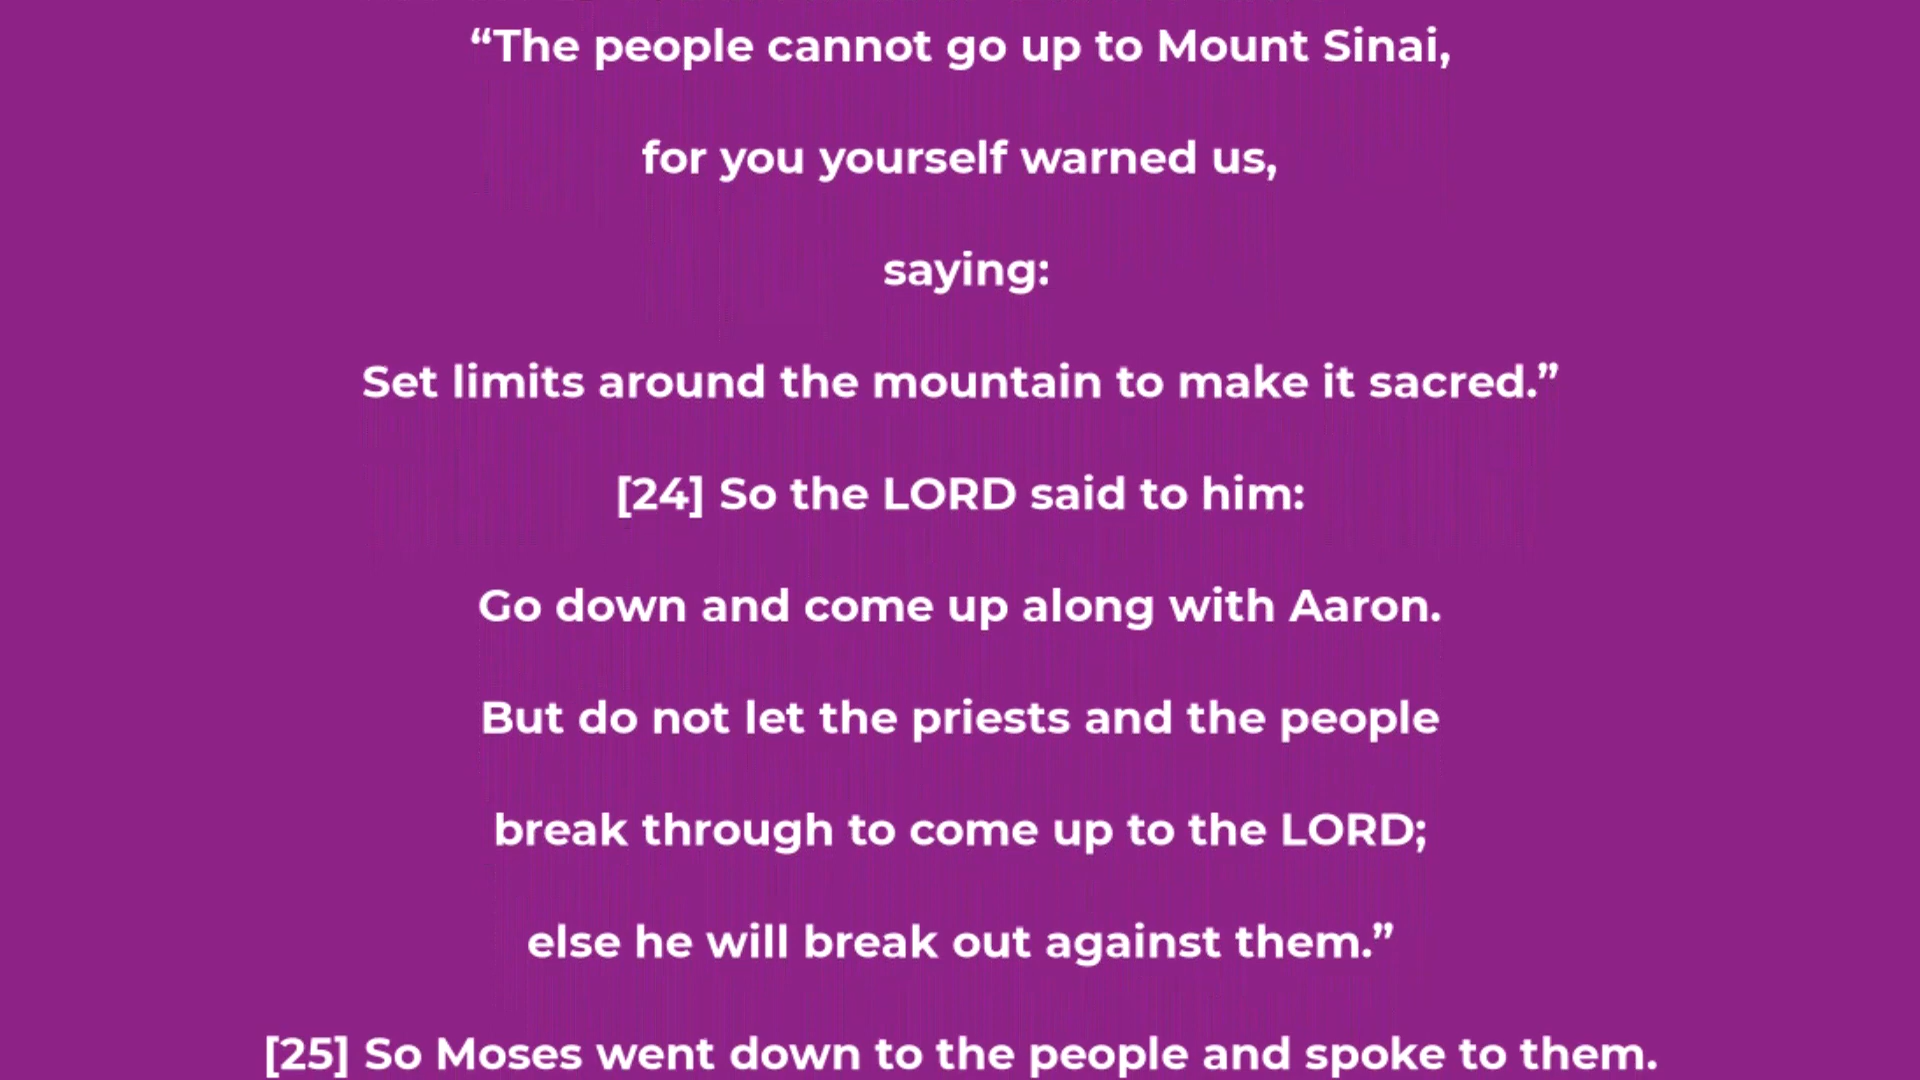 “The people cannot go up to Mount Sinai,
for you yourself warned us,
saying:
Set limits around the mountain to make it sacred.”
[24] So the LORD said to him:
Go down and come up along with Aaron.
But do not let the priests and the people
break through to come up to the LORD;
else he will break out against them.”
[25] So Moses went down to the people and spoke to them.